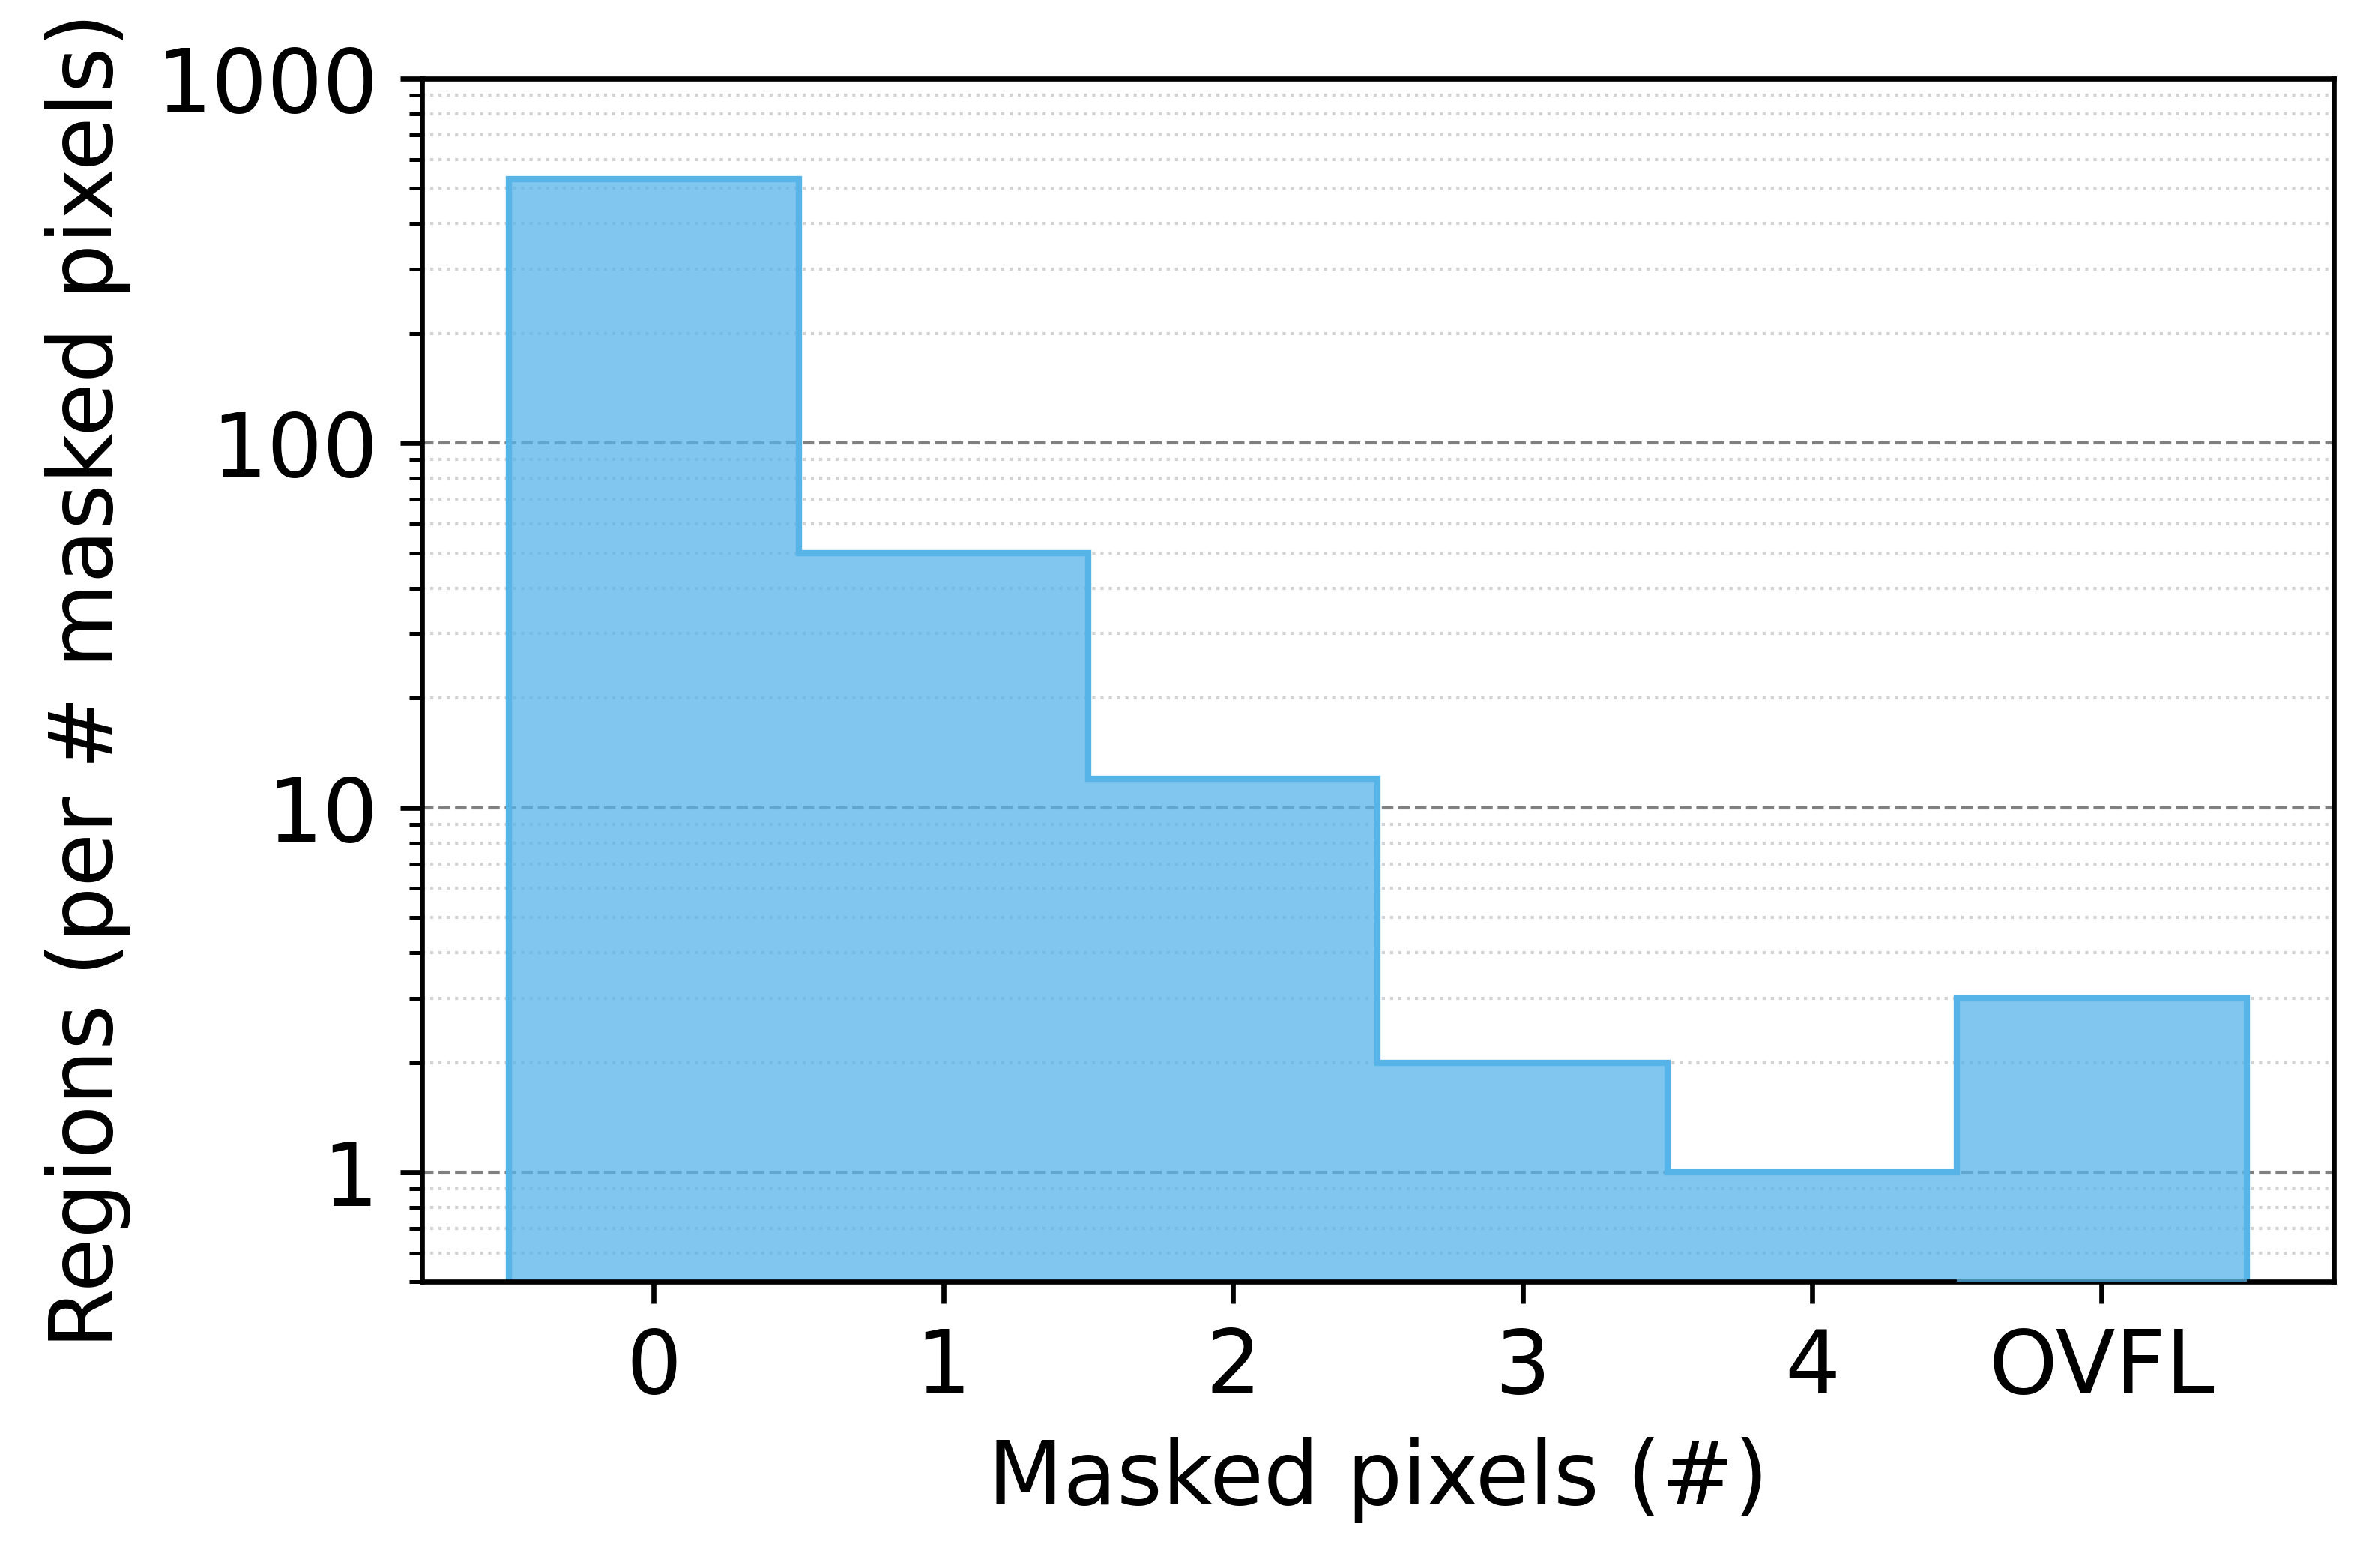 Regions (per # masked pixels)
1000
100
10
1
0 1 2 3 4 OVFL
Masked pixels (#)